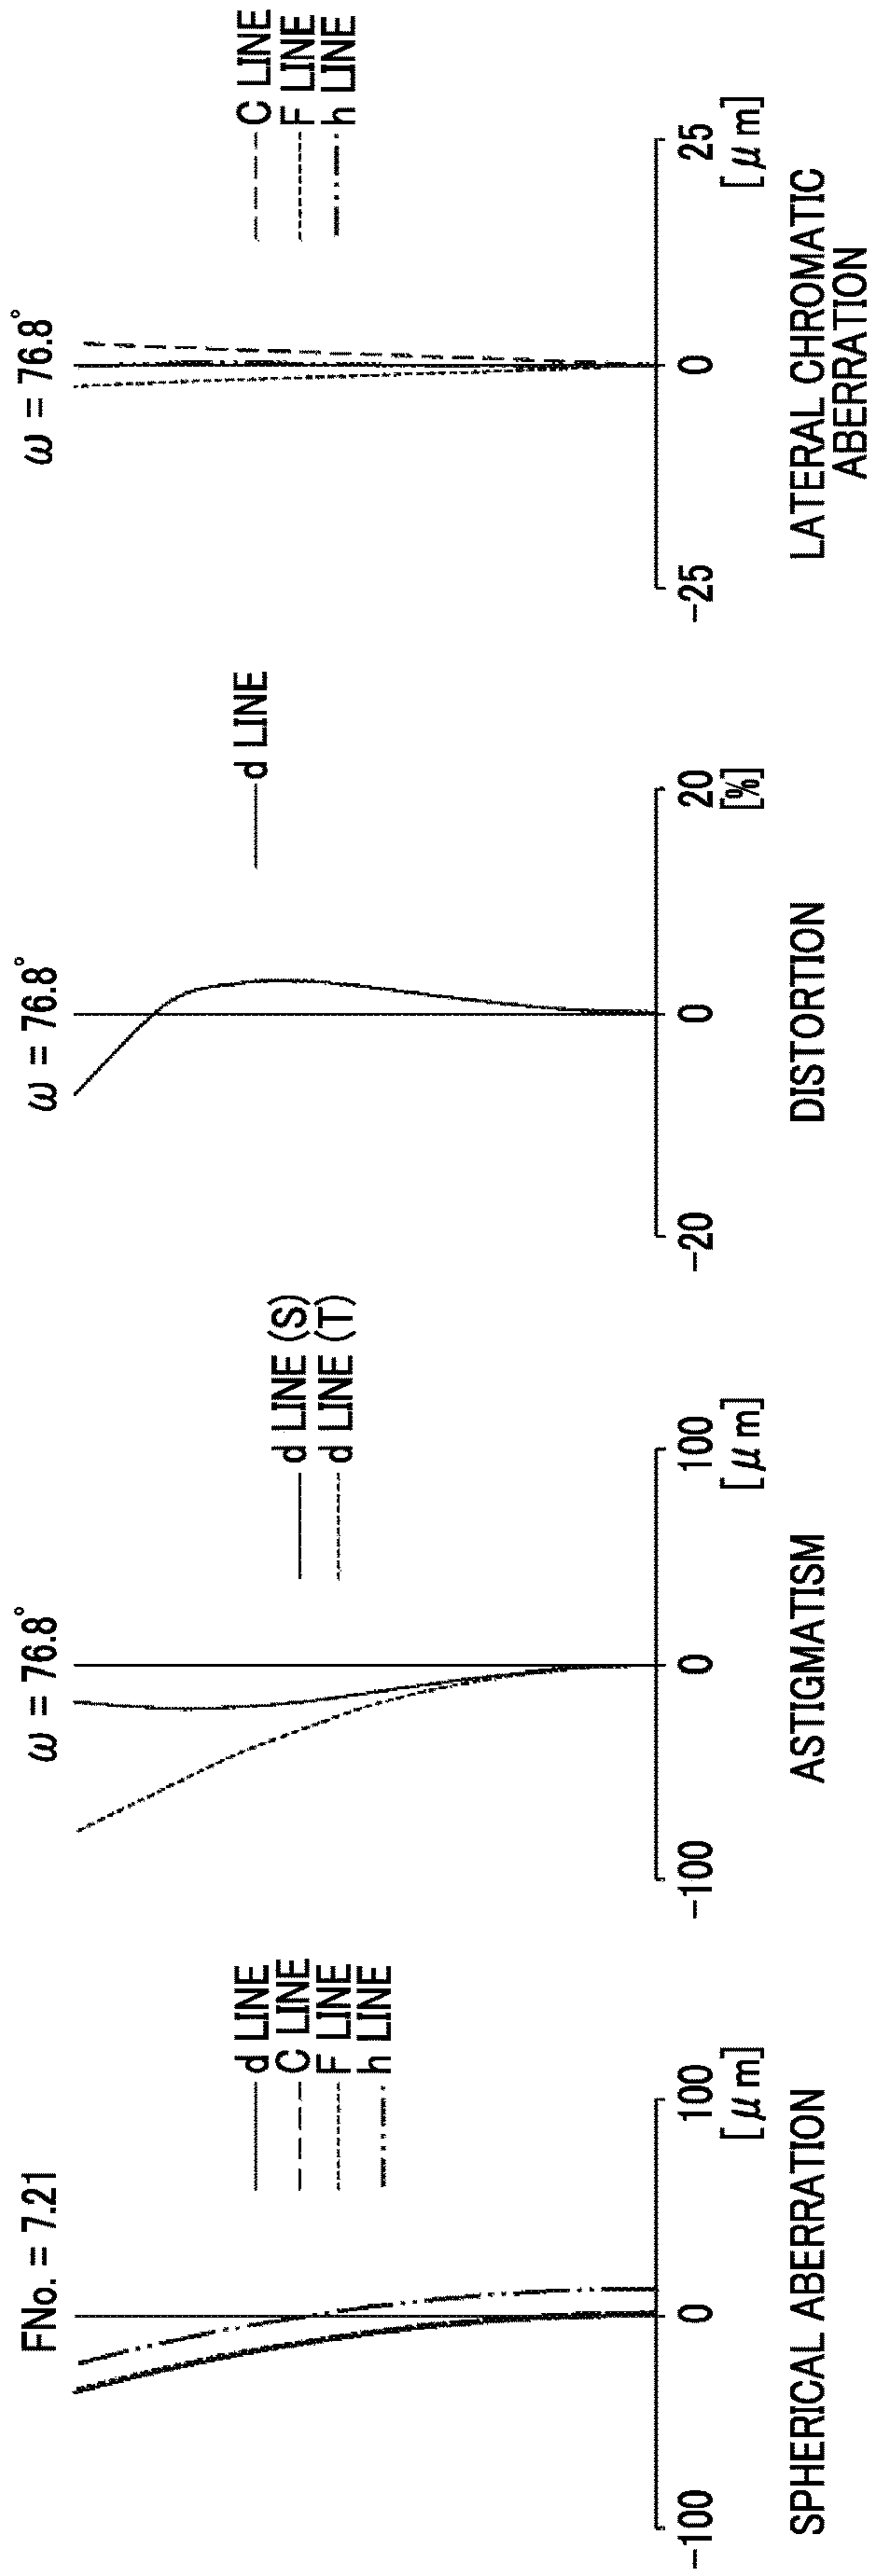 FNo. = 7.21
d LINE
C LINE
F LINE
h LINE
-100
0
100
[μm]
SPHERICAL ABERRATION
ω = 76.8°
d LINE (S)
d LINE (T)
-100
0
100
[μm]
ASTIGMATISM
ω = 76.8°
d LINE
-20
0
20
[%]
DISTORTION
ω = 76.8°
C LINE
F LINE
h LINE
-25
0
25
[μm]
LATERAL CHROMATIC
ABERRATION